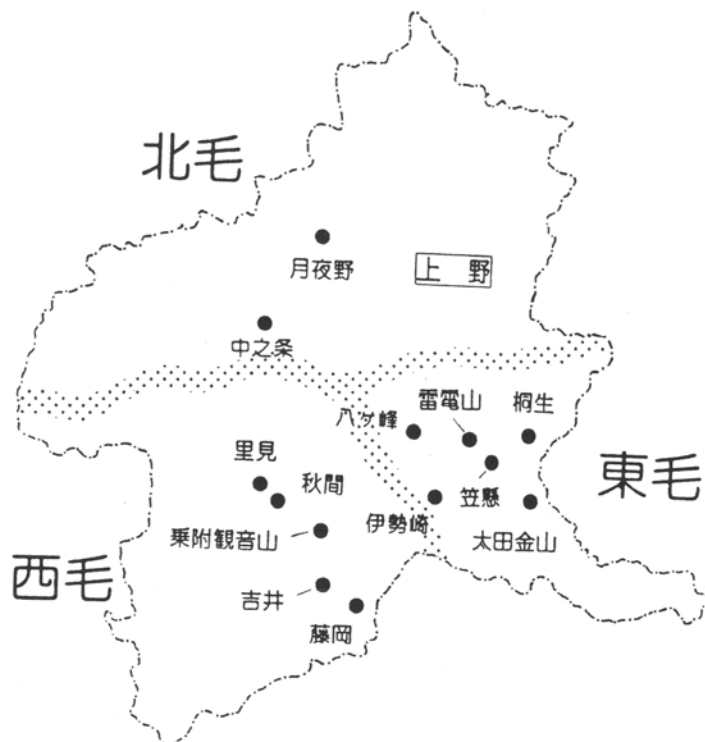 北毛
月夜野
上 野
中之条
雷電山
桐生
八ヶ峰
里見
秋間
笠懸
東毛
伊勢崎
乗附観音山
太田金山
西毛
吉井
藤岡